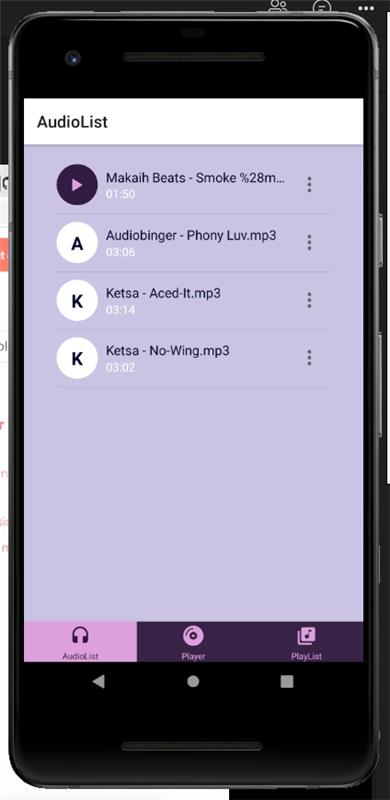 AudioList
Makaih Beats - Smoke %28m...
01:50
A
Audiobinger - Phony Luv.mp3
03:06
K
Ketsa - Aced-It.mp3
03:14
K
Ketsa - No-Wing.mp3
03:02
AudioList
Player
PlayList